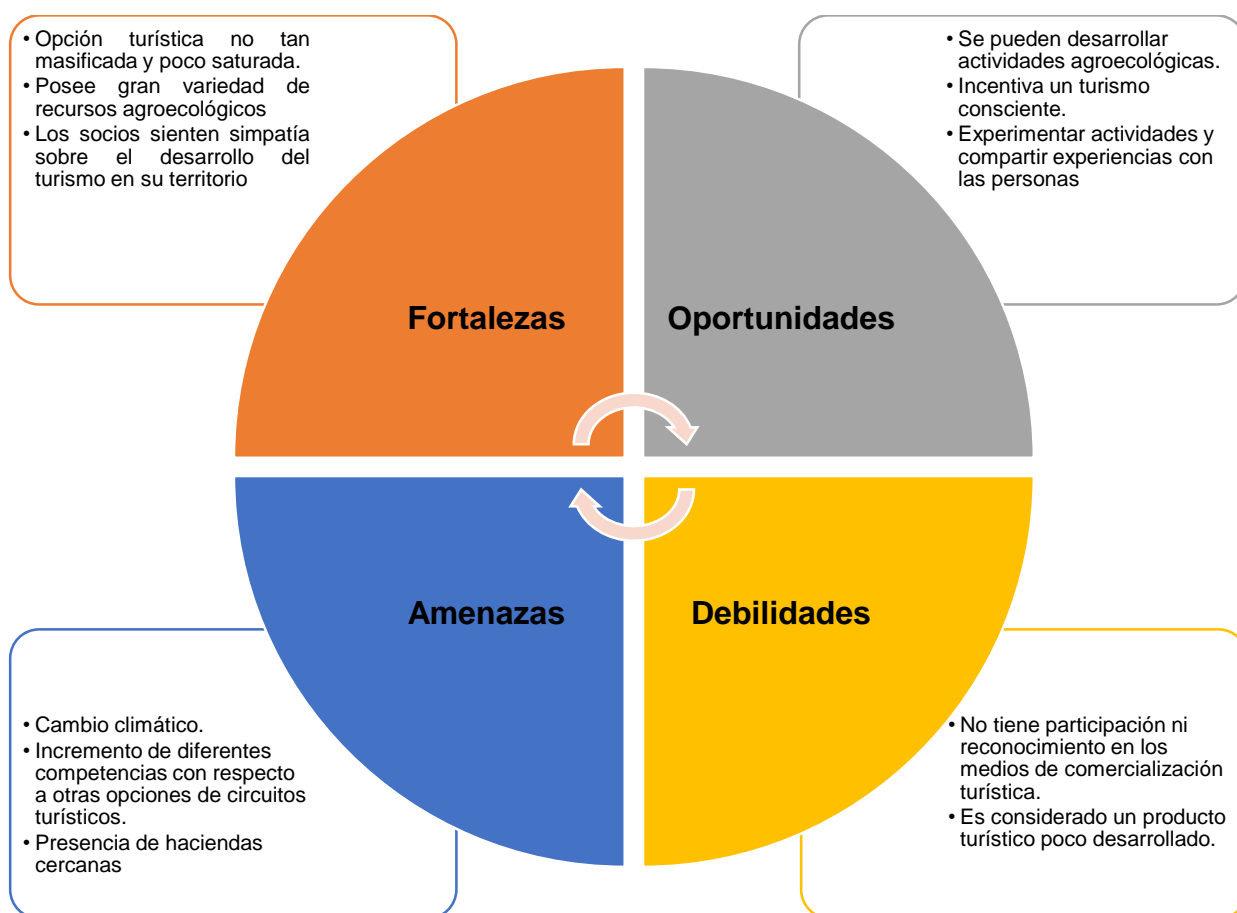 • Opción turística no tan
masificada y poco saturada.
• Posee gran variedad de
recursos agroecológicos
• Los socios sienten simpatía
sobre el desarrollo del
turismo en su territorio
• Se pueden desarrollar
actividades agroecológicas.
• Incentiva un turismo
consciente.
• Experimentar actividades y
compartir experiencias con
las personas
Fortalezas
Oportunidades
Amenazas
Debilidades
• Cambio climático.
• Incremento de diferentes
competencias con respecto
a otras opciones de circuitos
turísticos.
• Presencia de haciendas
cercanas
• No tiene participación ni
reconocimiento en los
medios de comercialización
turística.
• Es considerado un producto
turístico poco desarrollado.